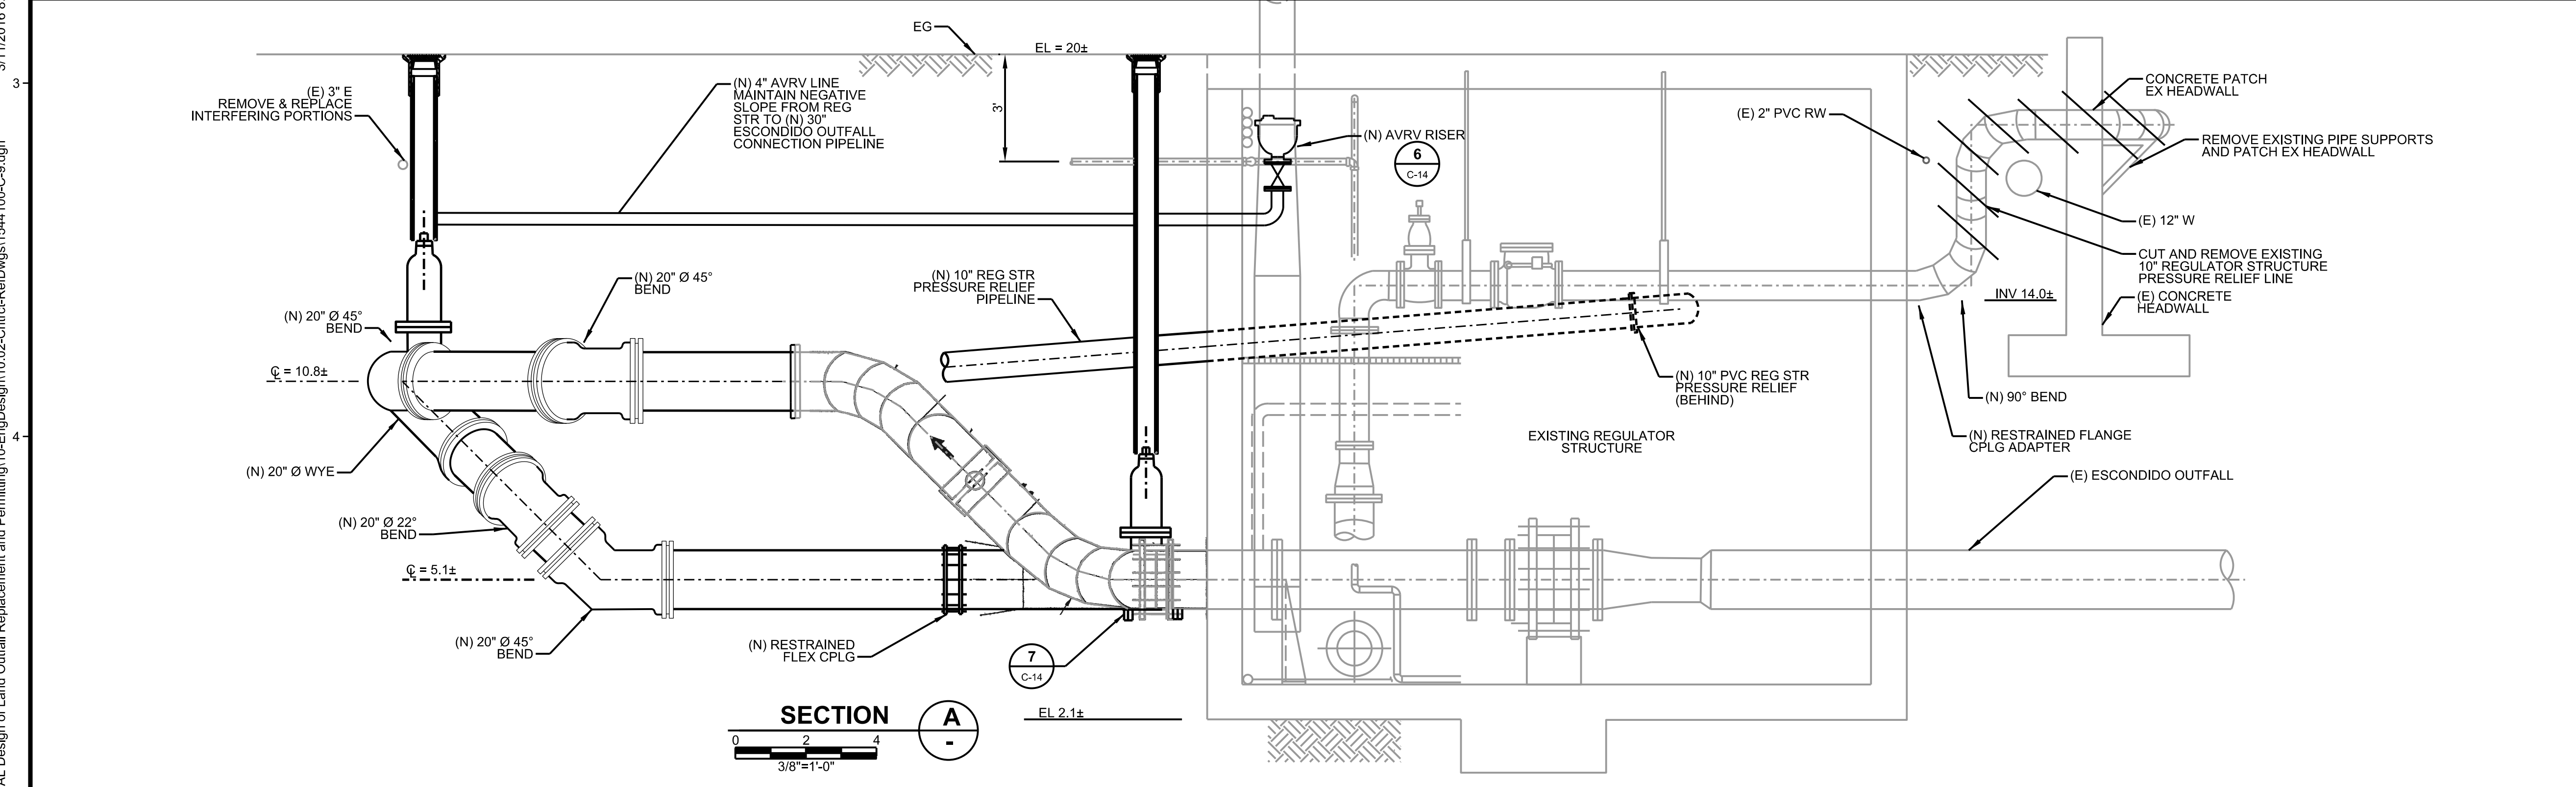 EG
EL = 20±
3
(E) 3" E
REMOVE & REPLACE
INTERFERING PORTIONS
(N) 4" AVRV LINE
MAINTAIN NEGATIVE
SLOPE FROM REG
STR TO (N) 30"
ESCONDIDO OUTFALL
CONNECTION PIPELINE
3'
(N) AVRV RISER
6
C-14
(E) 2" PVC RW
CONCRETE PATCH
EX HEADWALL
REMOVE EXISTING PIPE SUPPORTS
AND PATCH EX HEADWALL
(E) 12" W
CUT AND REMOVE EXISTING
10" REGULATOR STRUCTURE
PRESSURE RELIEF LINE
INV 14.0±
(E) CONCRETE
HEADWALL
(N) 20" Ø 45°
BEND
(N) 10" REG STR
PRESSURE RELIEF
PIPELINE
(N) 20" Ø 45°
BEND
℄ = 10.8±
(N) 10" PVC REG STR
PRESSURE RELIEF
(BEHIND)
(N) 90° BEND
4
EXISTING REGULATOR
STRUCTURE
(N) RESTRAINED FLANGE
CPLG ADAPTER
(N) 20" Ø WYE
(E) ESCONDIDO OUTFALL
(N) 20" Ø 22°
BEND
℄ = 5.1±
(N) 20" Ø 45°
BEND
(N) RESTRAINED
FLEX CPLG
7
C-14
SECTION
A
-
EL 2.1±
0 2 4
3/8"=1'-0"